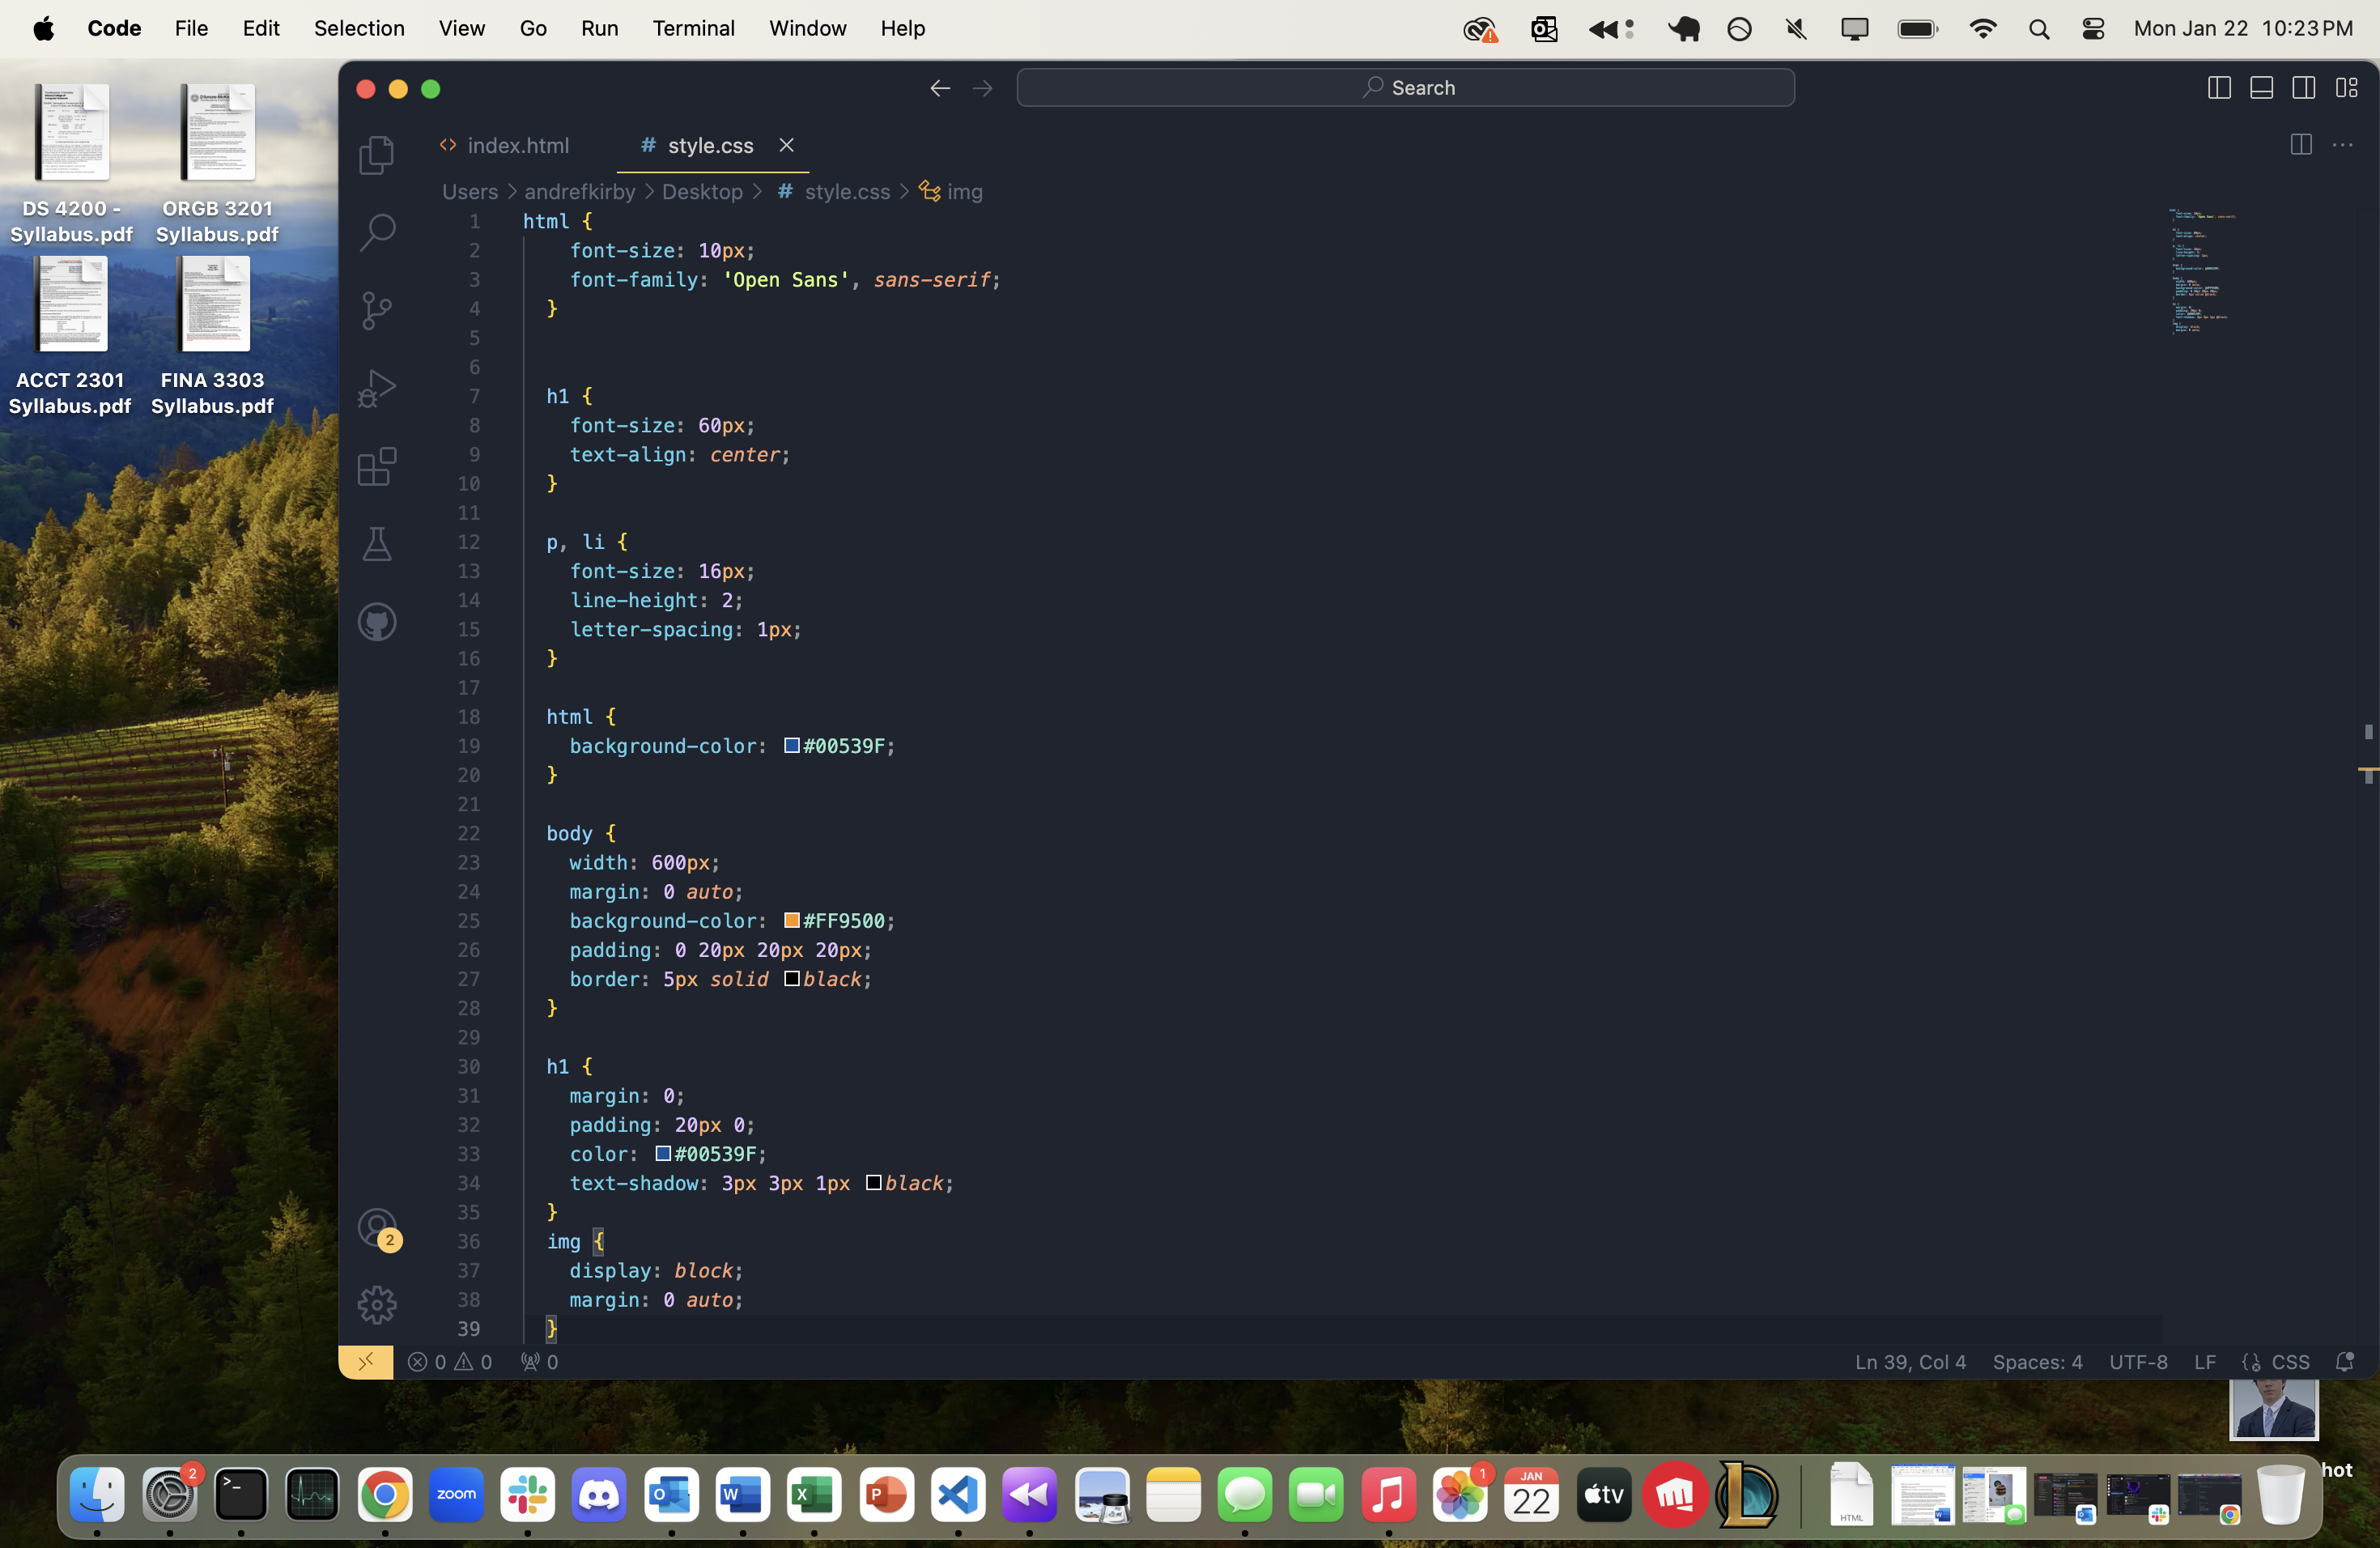 Code File Edit Selection View Go Run Terminal Window Help Mon Jan 22 10:23 PM
Search
DS 4200 -
Syllabus.pdf
ORGB 3201
Syllabus.pdf
ACCT 2301
Syllabus.pdf
FINA 3303
Syllabus.pdf
<> index.html # style.css
Users > andrefkirby > Desktop > # style.css > img
1 html {
2 font-size: 10px;
3 font-family: 'Open Sans', sans-serif;
4 }
5
6
7 h1 {
8 font-size: 60px;
9 text-align: center;
10 }
11
12 p, li {
13 font-size: 16px;
14 line-height: 2;
15 letter-spacing: 1px;
16 }
17
18 html {
19 background-color: #00539F;
20 }
21
22 body {
23 width: 600px;
24 margin: 0 auto;
25 background-color: #FF9500;
26 padding: 0 20px 20px 20px;
27 border: 5px solid black;
28 }
29
30 h1 {
31 margin: 0;
32 padding: 20px 0;
33 color: #00539F;
34 text-shadow: 3px 3px 1px black;
35 }
36 img {
37 display: block;
38 margin: 0 auto;
39 }
2
0 0 0 Ln 39, Col 4 Spaces: 4 UTF-8 LF CSS
hot
2 zoom O W X P 1 JAN 22 tv HTML